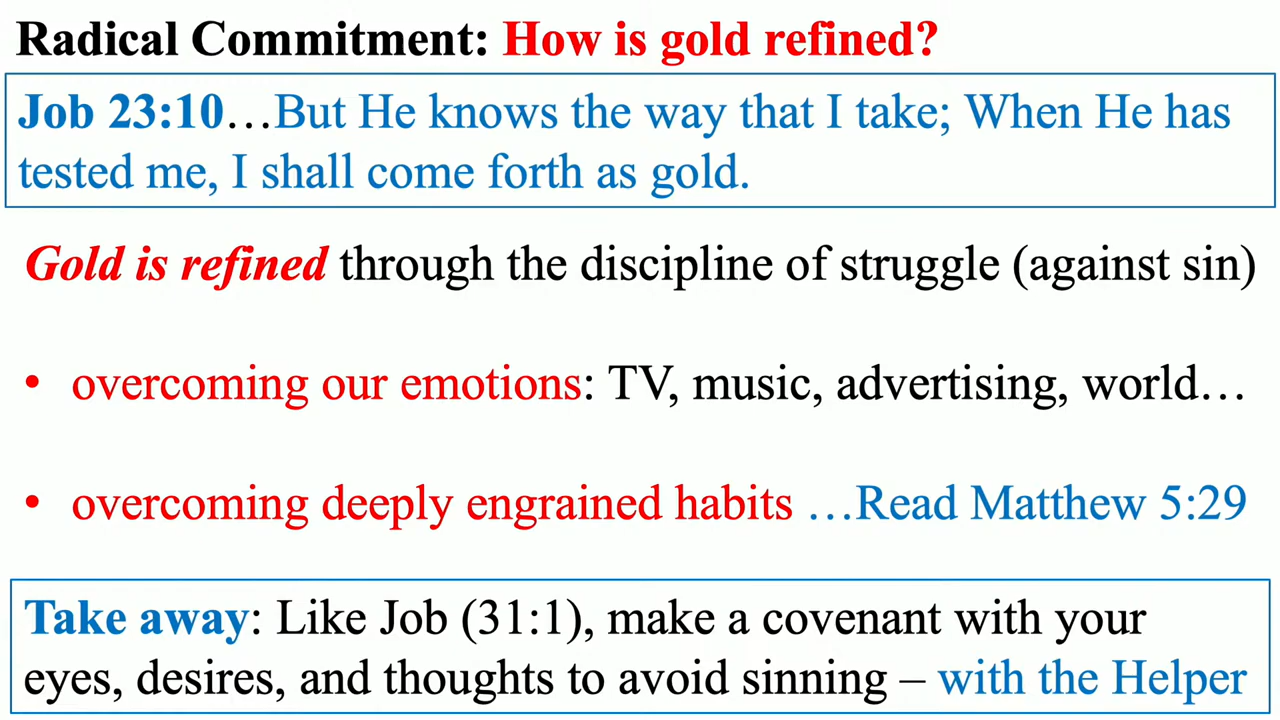 Radical Commitment: How is gold refined?
Job 23:10…But He knows the way that I take; When He has
tested me, I shall come forth as gold.
Gold is refined through the discipline of struggle (against sin)
• overcoming our emotions: TV, music, advertising, world…
• overcoming deeply engrained habits …Read Matthew 5:29
Take away: Like Job (31:1), make a covenant with your
eyes, desires, and thoughts to avoid sinning – with the Helper